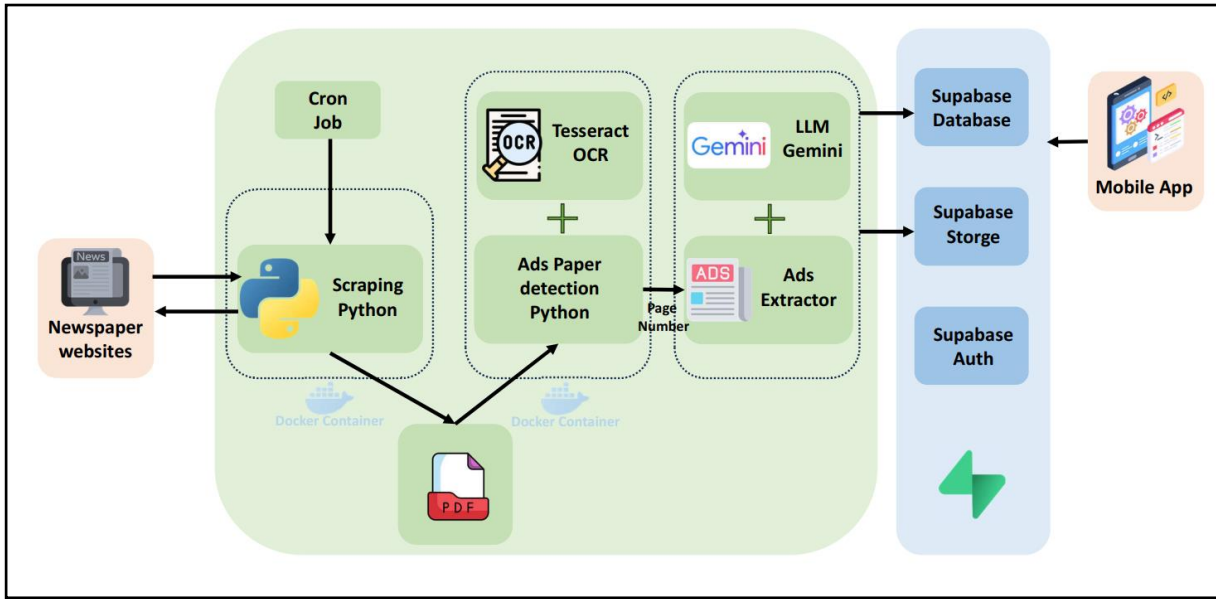 Cron
Job
Tesseract
OCR
OCR
Gemini
LLM
Gemini
Supabase
Database
Mobile App
Supabase
Storge
News
Newspaper
websites
Scraping
Python
Ads Paper
detection
Python
Page
Number
ADS
Ads
Extractor
Supabase
Auth
Docker Container
Docker Container
PDF